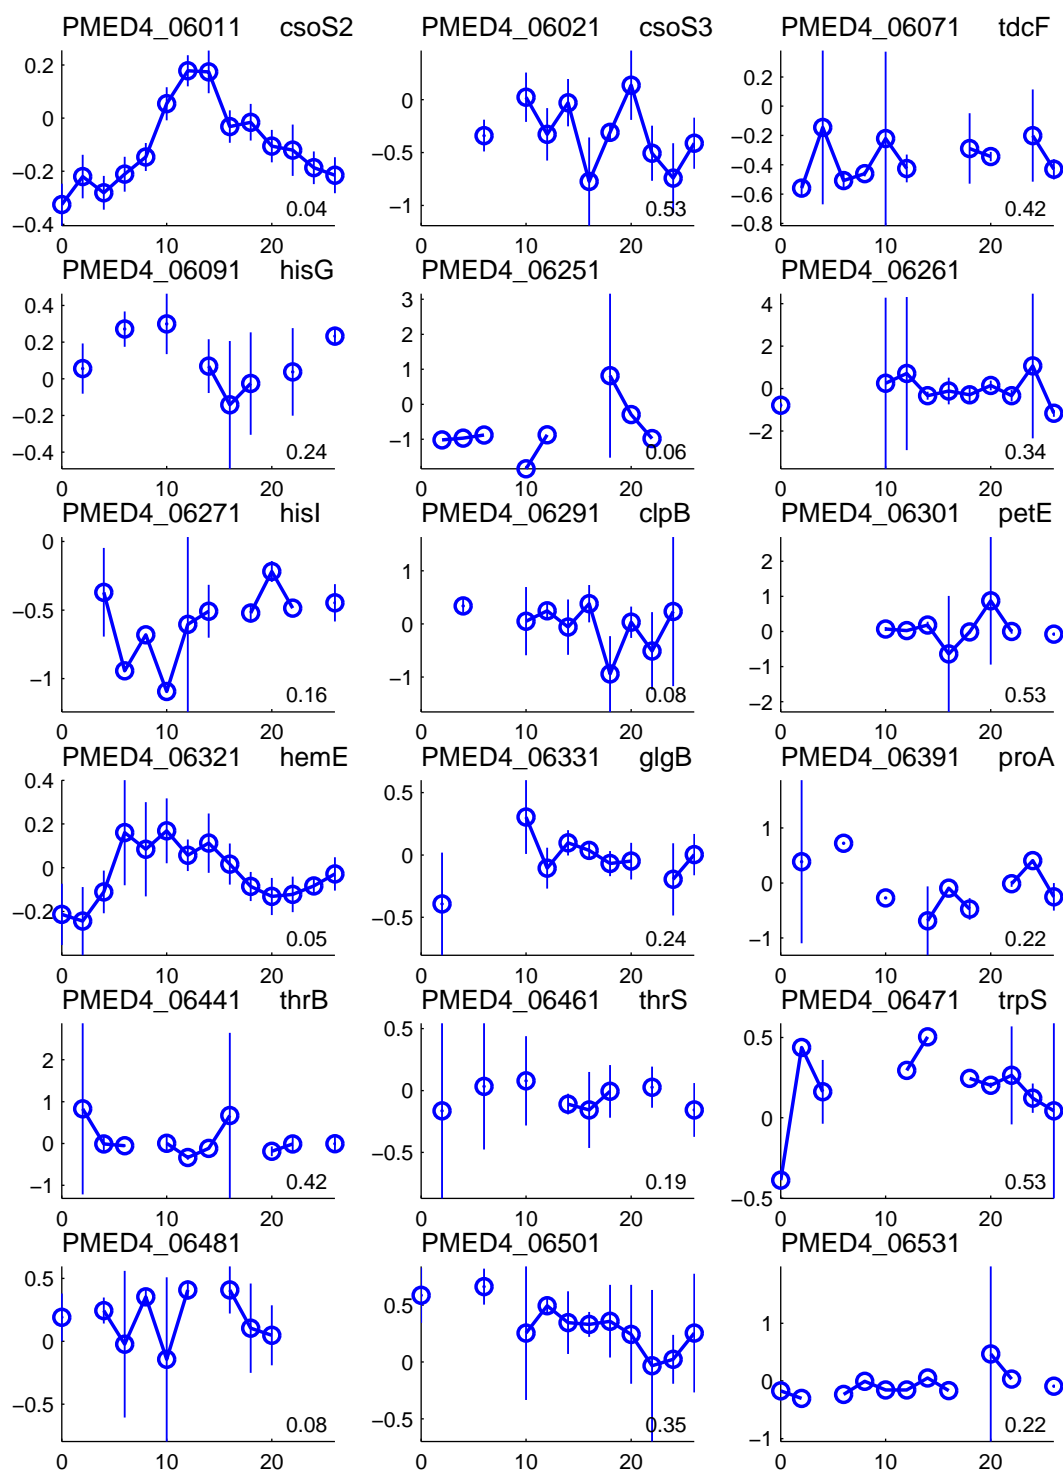 PMED4_06011 csoS2 PMED4_06021 csoS3 PMED4_06071 tdcF
0.2 0 −0.2 −0.4 0.04 0 10 20
0 −0.5 −1 0.53 0 10 20
0.2 0 −0.2 −0.4 −0.6 −0.8 0.42 0 10 20
PMED4_06091 hisG PMED4_06251 PMED4_06261
0.4 0.2 0 −0.2 −0.4 0.24 0 10 20
3 2 1 0 −1 0.06 0 10 20
4 2 0 −2 0.34 0 10 20
PMED4_06271 hisI PMED4_06291 clpB PMED4_06301 petE
0 −0.5 −1 0.16 0 10 20
1 0 −1 0.08 0 10 20
2 1 0 −1 −2 0.53 0 10 20
PMED4_06321 hemE PMED4_06331 glgB PMED4_06391 proA
0.4 0.2 0 −0.2 0.05 0 10 20
0.5 0 −0.5 0.24 0 10 20
1 0 −1 0.22 0 10 20
PMED4_06441 thrB PMED4_06461 thrS PMED4_06471 trpS
2 1 0 −1 0.42 0 10 20
0.5 0 −0.5 0.19 0 10 20
0.5 0 −0.5 0.53 0 10 20
PMED4_06481 PMED4_06501 PMED4_06531
0.5 0 −0.5 0.08 0 10 20
0.5 0 −0.5 0.35 0 10 20
1 0 −1 0.22 0 10 20